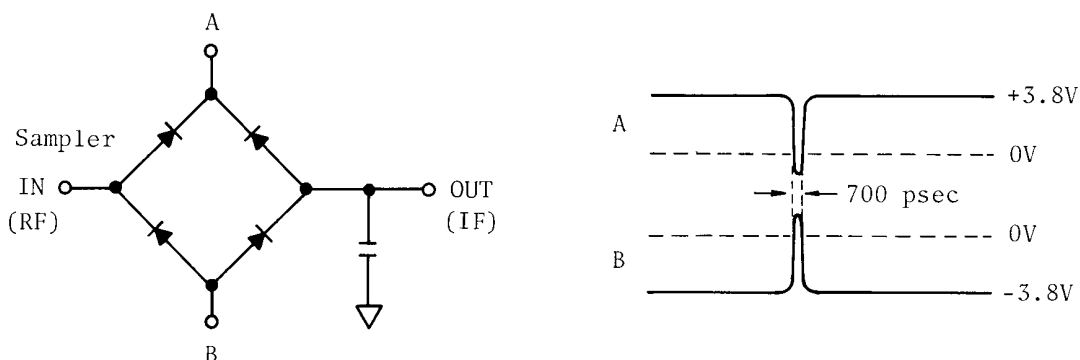 A
Sampler
IN
(RF)
OUT
(IF)
B
A
+3.8V
0V
700 psec
0V
B
-3.8V